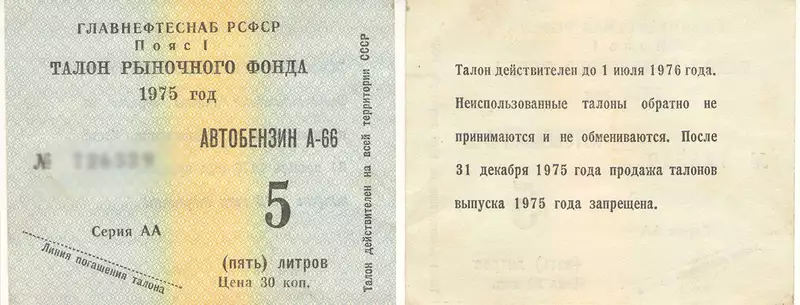 ГЛАВНЕФТЕСНАБ РСФСР
Пояс I
ТАЛОН РЫНОЧНОГО ФОНДА
1975 год
АВТОБЕНЗИН А-66
№
5
Серия АА
(пять) литров
Цена 30 коп.
Линия погашения талона
Талон действителен на всей территории СССР
Талон действителен до 1 июля 1976 года.
Неиспользованные талоны обратно не
принимаются и не обмениваются. После
31 декабря 1975 года продажа талонов
выпуска 1975 года запрещена.